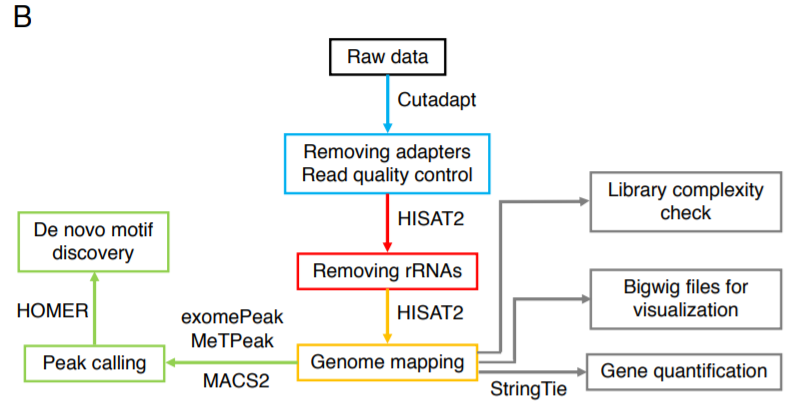 B
Raw data
Cutadapt
Removing adapters
Read quality control
HISAT2
Library complexity
check
De novo motif
discovery
Removing rRNAs
Bigwig files for
visualization
HOMER
exomePeak
MeTPeak
HISAT2
Peak calling
MACS2
Genome mapping
StringTie
Gene quantification